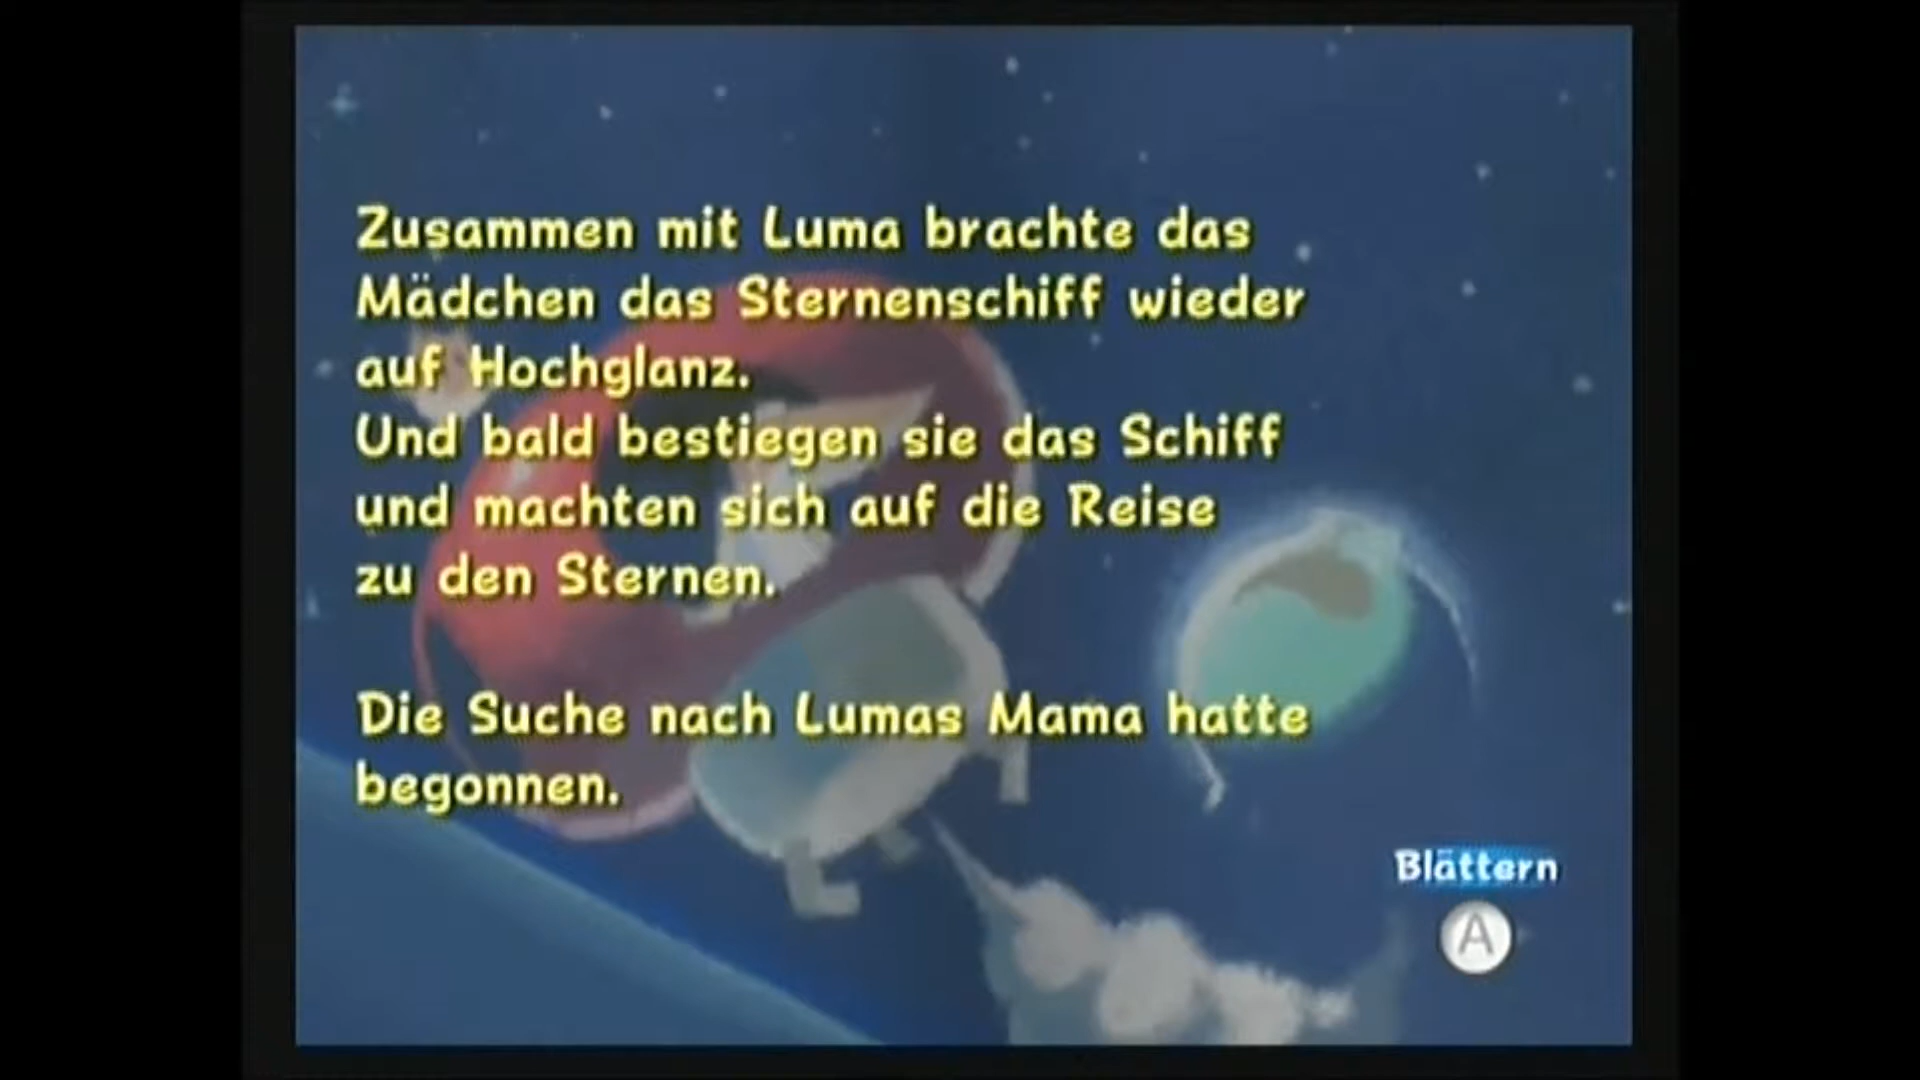 Zusammen mit Luma brachte das
Mädchen das Sternenschiff wieder
auf Hochglanz.
Und bald bestiegen sie das Schiff
und machten sich auf die Reise
zu den Sternen.
Die Suche nach Lumas Mama hatte
begonnen.
Blättern
A